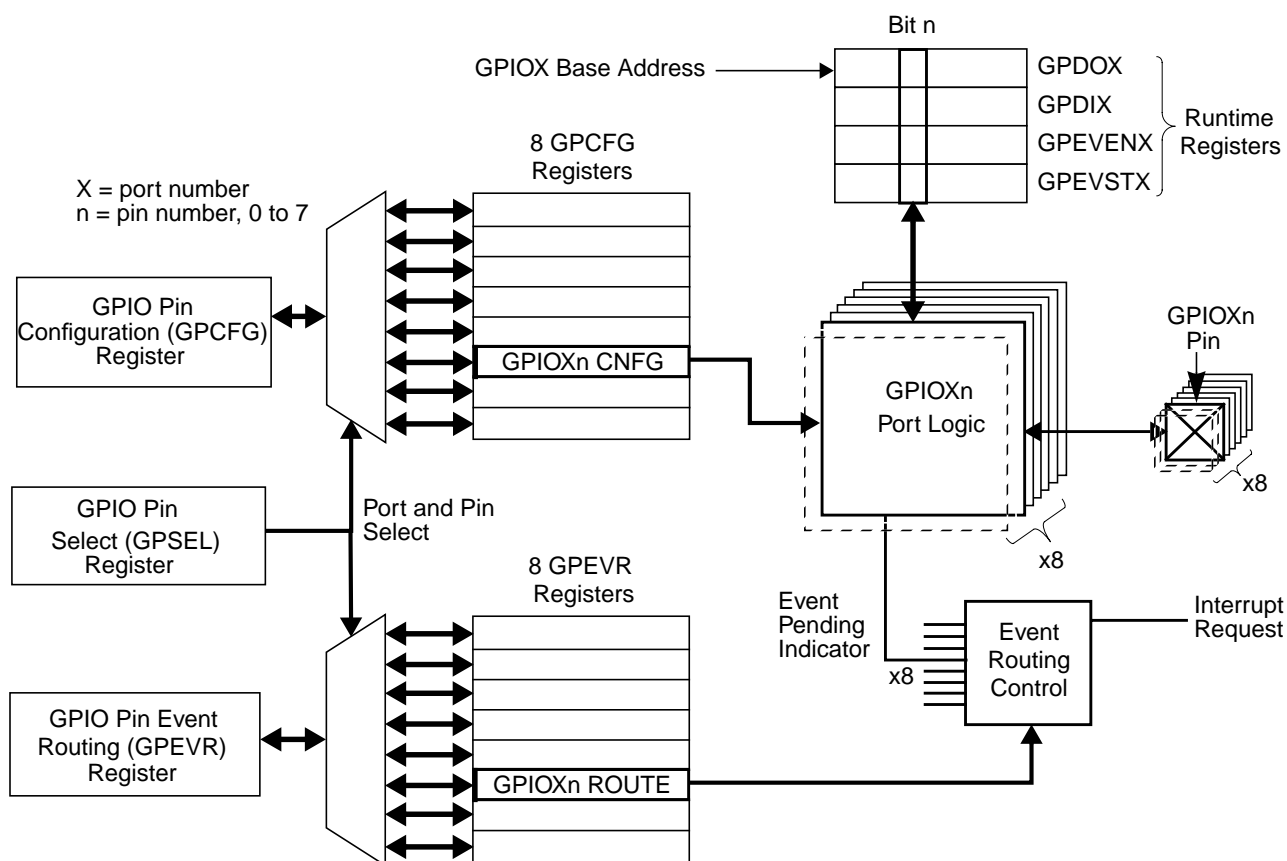 Bit n
GPIOX Base Address
GPDOX
GPDIX
GPEVENX
GPEVSTX
Runtime
Registers
8 GPCFG
Registers
X = port number
n = pin number, 0 to 7
GPIO Pin
Configuration (GPCFG)
Register
GPIOXn CNFG
GPIOXn
Port Logic
GPIOXn
Pin
x8
x8
GPIO Pin
Select (GPSEL)
Register
Port and Pin
Select
8 GPEVR
Registers
Event
Pending
Indicator
x8
Event
Routing
Control
Interrupt
Request
GPIO Pin Event
Routing (GPEVR)
Register
GPIOXn ROUTE